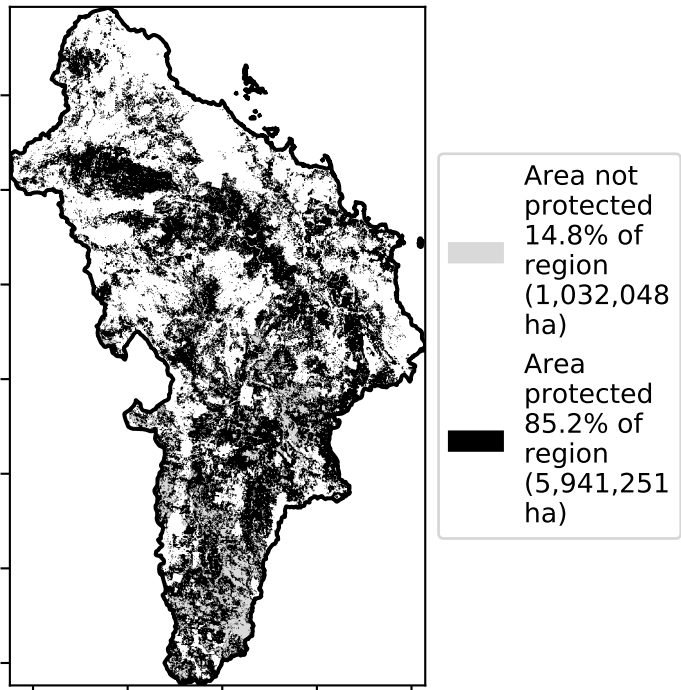 Area not
protected
14.8% of
region
(1,032,048
ha)
Area
protected
85.2% of
region
(5,941,251
ha)